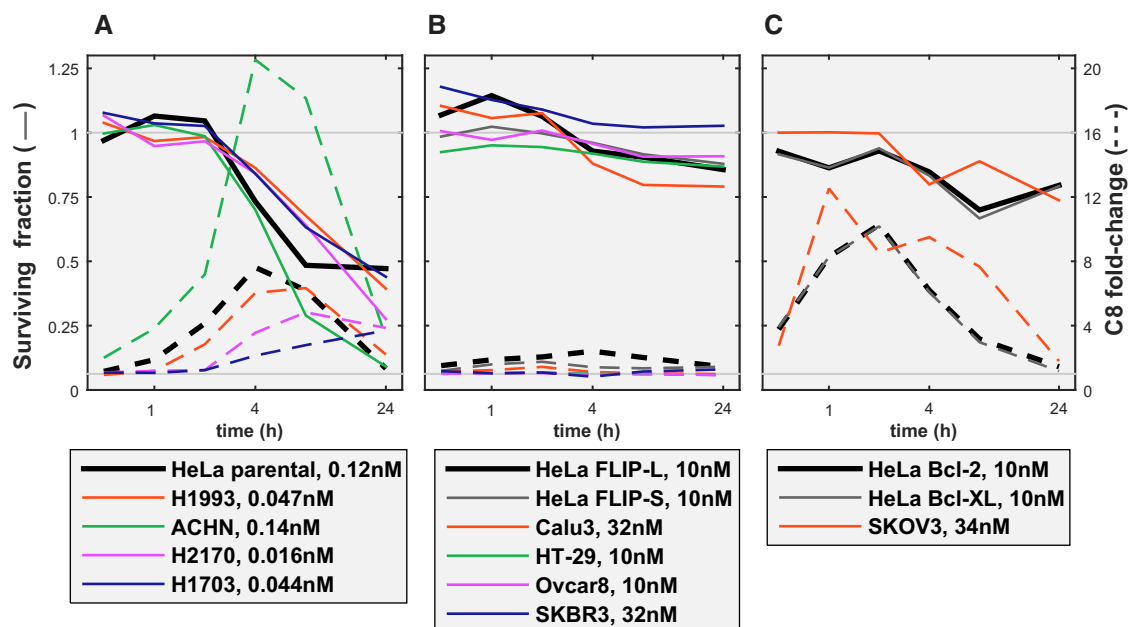 A
B
C
Surviving fraction ( — )
1.25
1
0.75
0.5
0.25
0
1
4
24
time (h)
1
4
24
time (h)
1
4
24
time (h)
20
16
12
8
4
0
C8 fold-change (- - -)
HeLa parental, 0.12nM
H1993, 0.047nM
ACHN, 0.14nM
H2170, 0.016nM
H1703, 0.044nM
HeLa FLIP-L, 10nM
HeLa FLIP-S, 10nM
Calu3, 32nM
HT-29, 10nM
Ovcar8, 10nM
SKBR3, 32nM
HeLa Bcl-2, 10nM
HeLa Bcl-XL, 10nM
SKOV3, 34nM